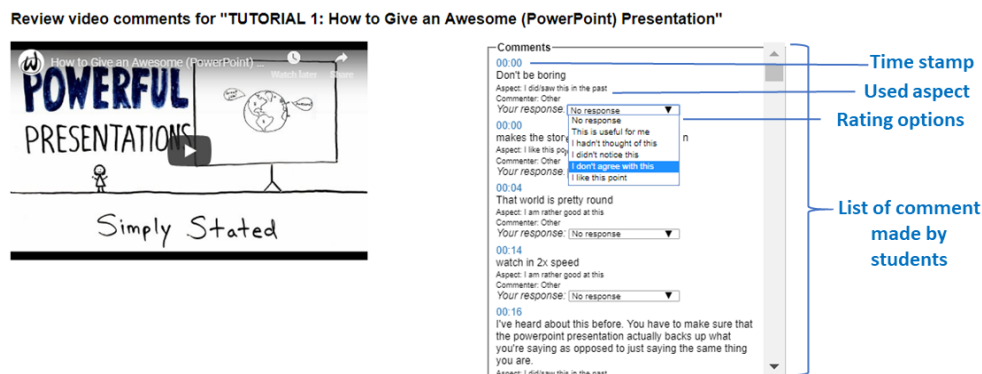 Review video comments for "TUTORIAL 1: How to Give an Awesome (PowerPoint) Presentation"
How to Give an Awesome (PowerPoint) ...
Watch later
Share
POWERFUL
PRESENTATIONS
Simply Stated
Comments
00:00
Don't be boring
Aspect: I did/saw this in the past
Commenter: Other
Your response: No response
No response
This is useful for me
I hadn't thought of this
I didn't notice this
I don't agree with this
I like this point
00:00
makes the n
Aspect: I like this
Commenter: Other
Your response
00:04
That world is pretty round
Aspect: I am rather good at this
Commenter: Other
Your response: No response
00:14
watch in 2x speed
Aspect: I am rather good at this
Commenter: Other
Your response: No response
00:16
I've heard about this before. You have to make sure that
the powerpoint presentation actually backs up what
you're saying as opposed to just saying the same thing
you are.
Aspect: I did/saw this in the past
Time stamp
Used aspect
Rating options
List of comment
made by
students